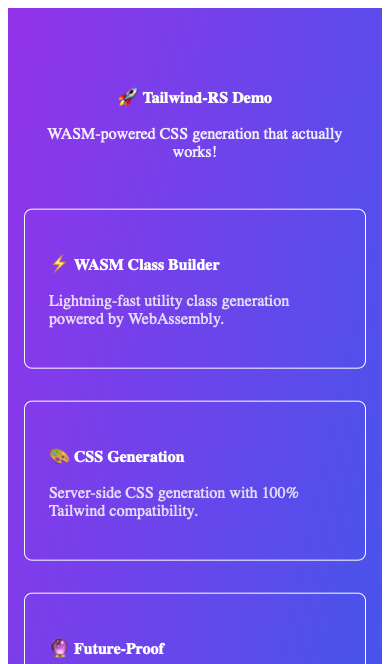 🚀 Tailwind-RS Demo
WASM-powered CSS generation that actually
works!
⚡ WASM Class Builder
Lightning-fast utility class generation
powered by WebAssembly.
🎨 CSS Generation
Server-side CSS generation with 100%
Tailwind compatibility.
🔮 Future-Proof